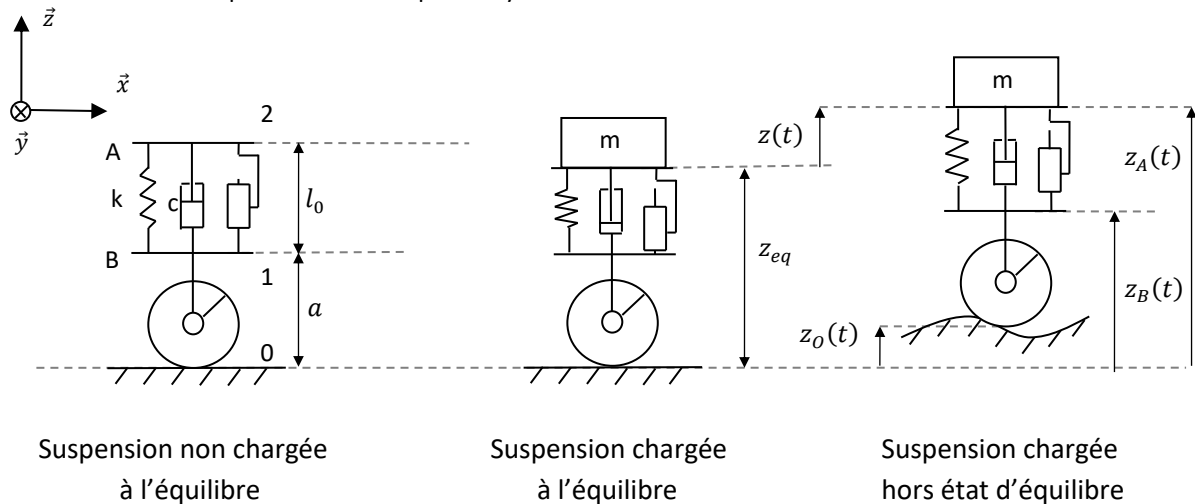 z⃗
x⃗
y⃗
2
A
k
c
l₀
B
1
a
0
m
z_eq
z(t)
m
z_A(t)
z_B(t)
z_O(t)
Suspension non chargée
à l'équilibre
Suspension chargée
à l'équilibre
Suspension chargée
hors état d'équilibre